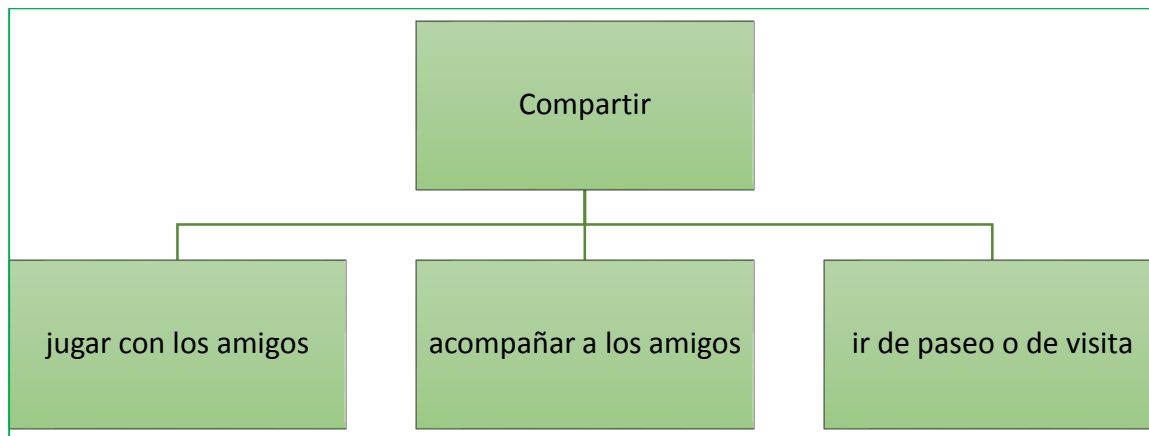 Compartir
jugar con los amigos
acompañar a los amigos
ir de paseo o de visita